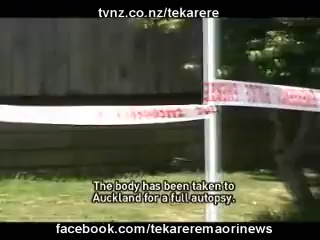 tvnz.co.nz/tekarere
The body has been taken to
Auckland for a full autopsy.
facebook.com/tekareremaorinews